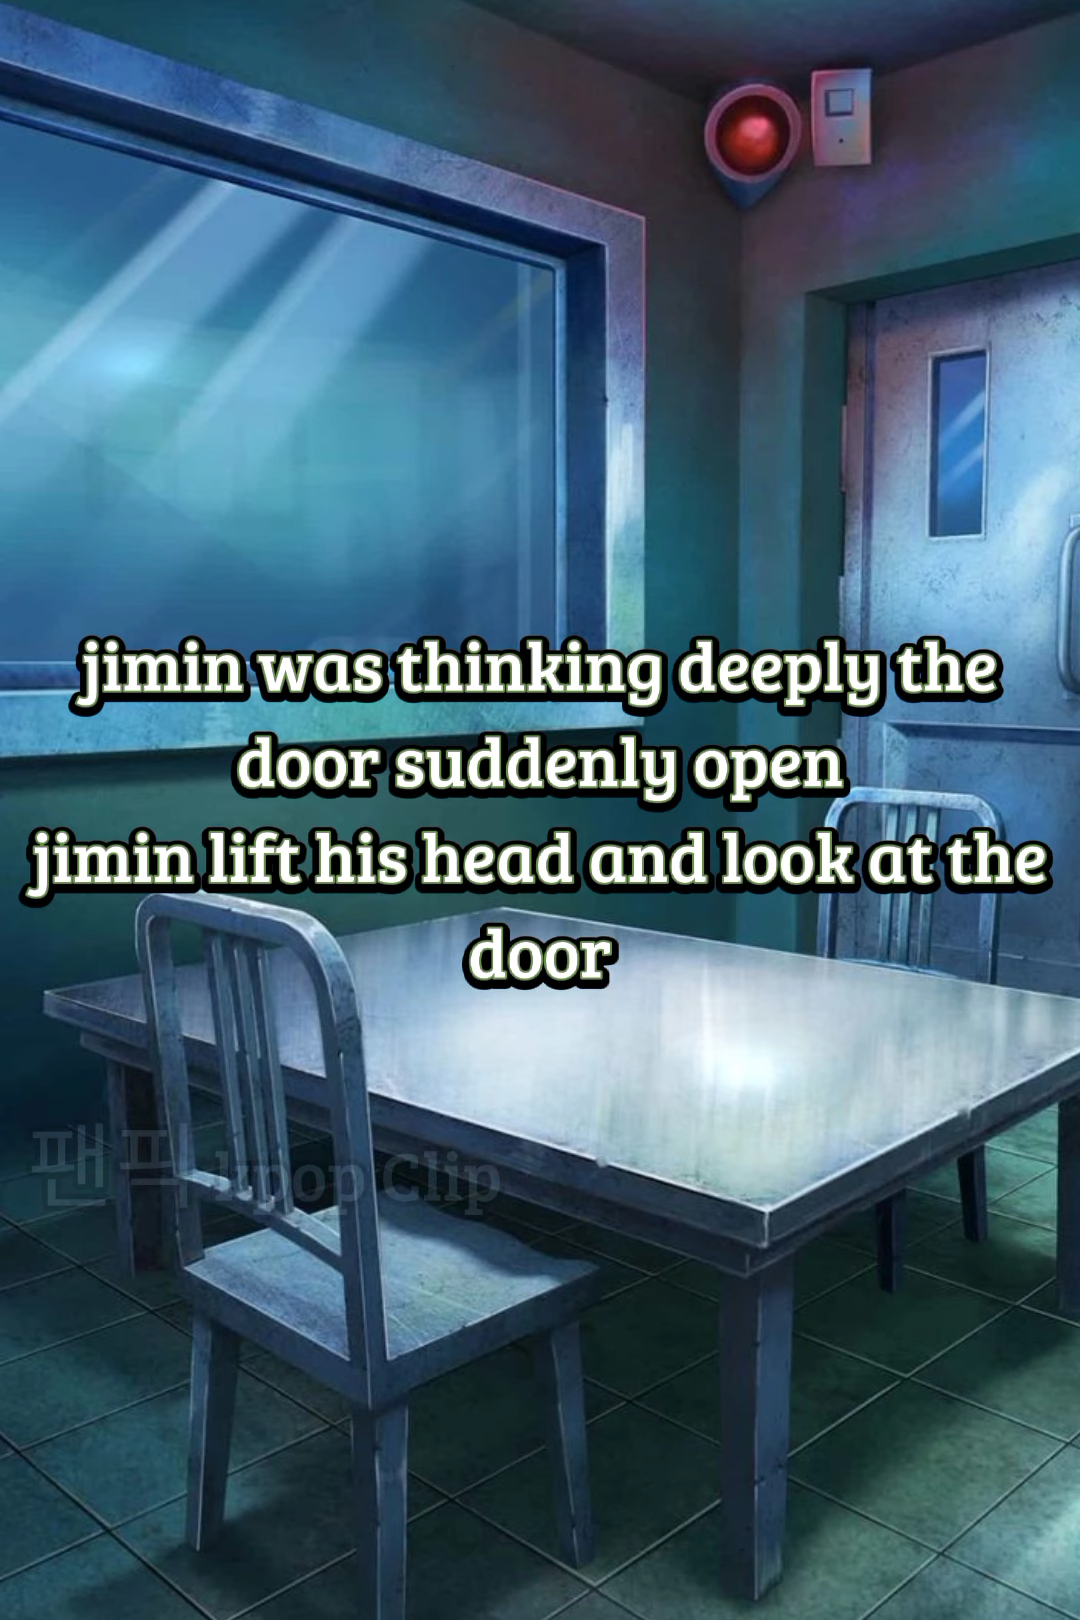 jimin was thinking deeply the
door suddenly open
jimin lift his head and look at the
door
팬픽 kpop Clip